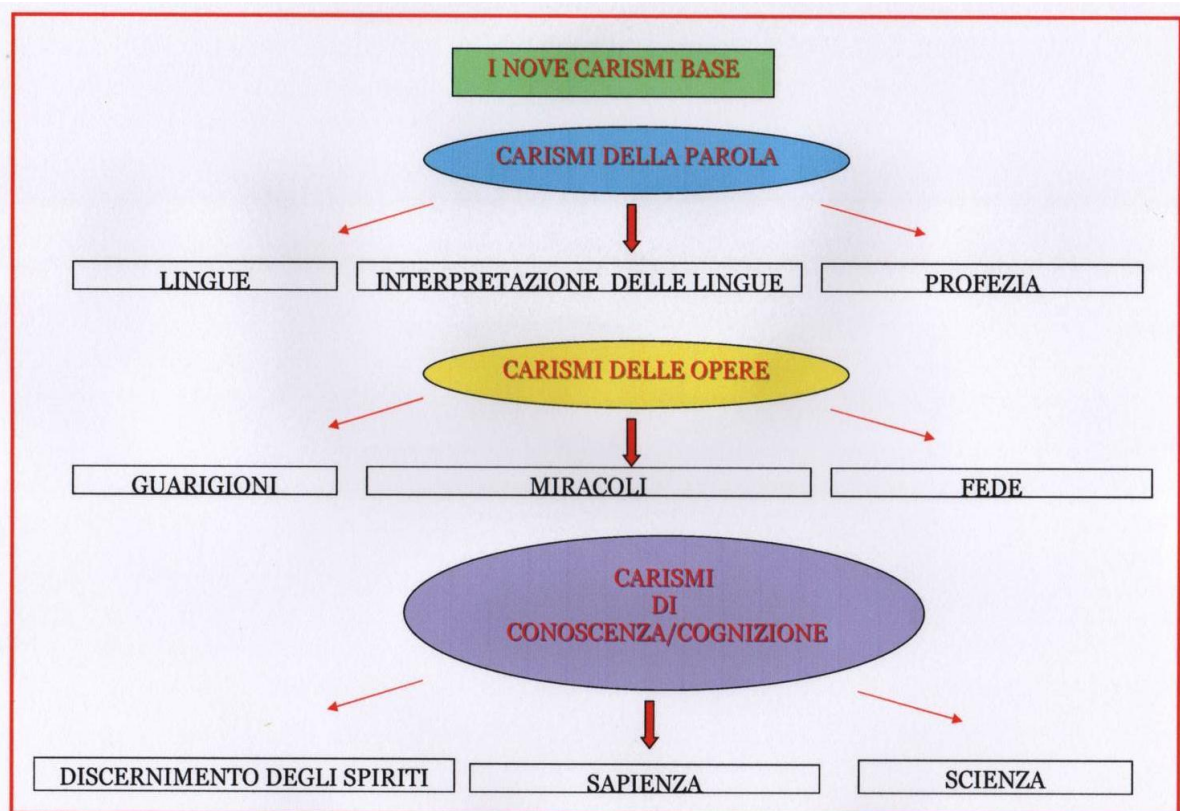 I NOVE CARISMI BASE
CARISMI DELLA PAROLA
LINGUE
INTERPRETAZIONE DELLE LINGUE
PROFEZIA
CARISMI DELLE OPERE
GUARIGIONI
MIRACOLI
FEDE
CARISMI
DI
CONOSCENZA/COGNIZIONE
DISCERNIMENTO DEGLI SPIRITI
SAPIENZA
SCIENZA